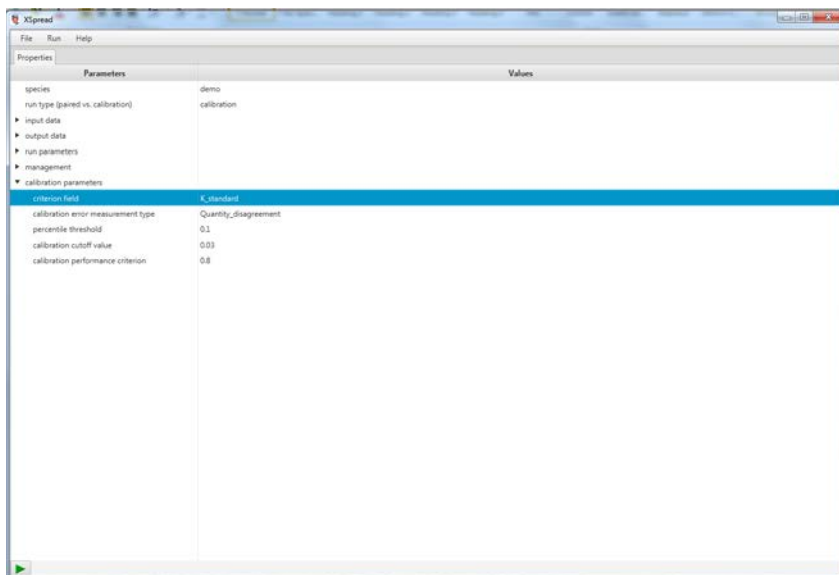 XSpread
File Run Help
Properties
Parameters Values
species demo
run type (paired vs. calibration) calibration
input data
output data
run parameters
management
calibration parameters
criterion field K_standard
calibration error measurement type Quantity_disagreement
percentile threshold 0.1
calibration cutoff value 0.03
calibration performance criterion 0.8